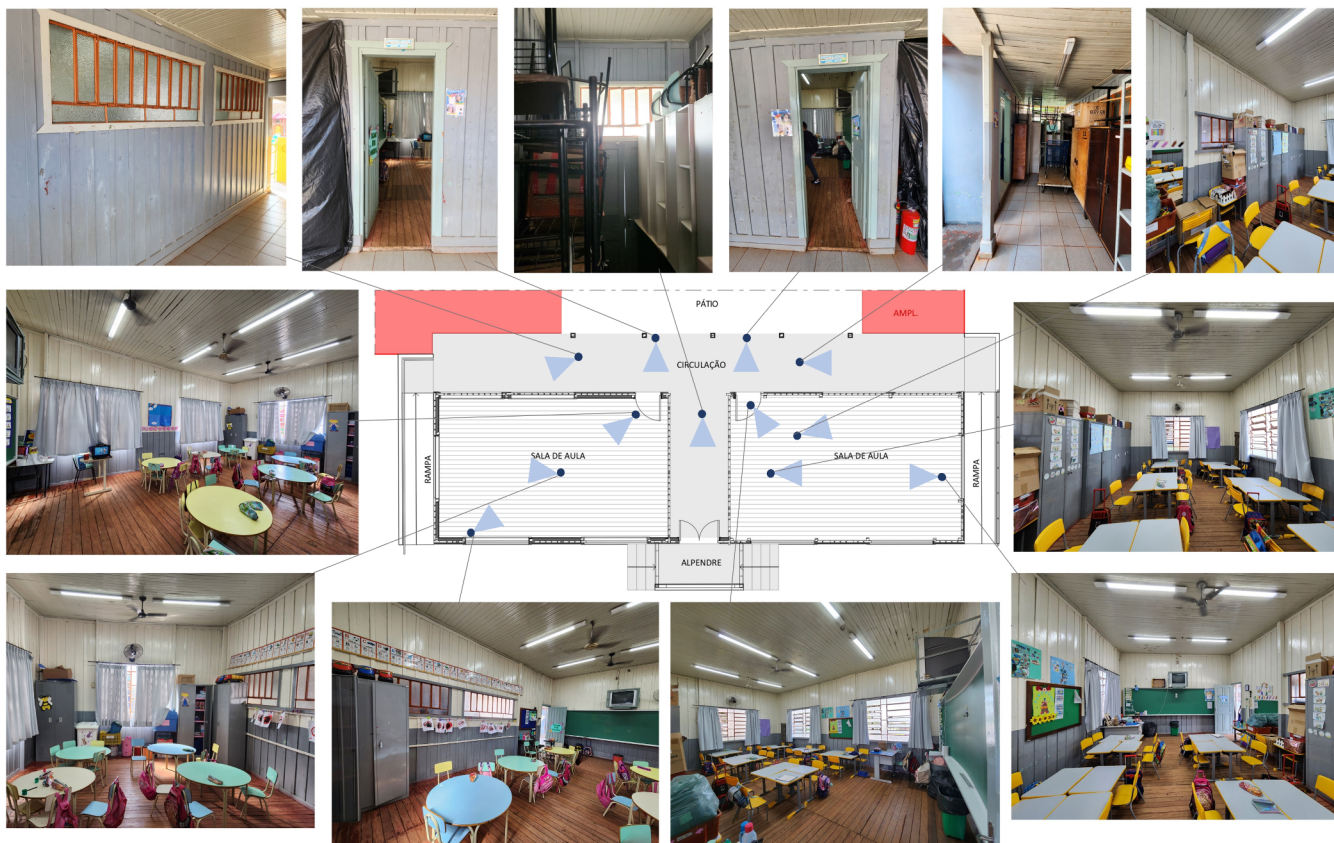 PÁTIO
AMPL.
CIRCULAÇÃO
RAMPA
SALA DE AULA
SALA DE AULA
RAMPA
ALPENDRE